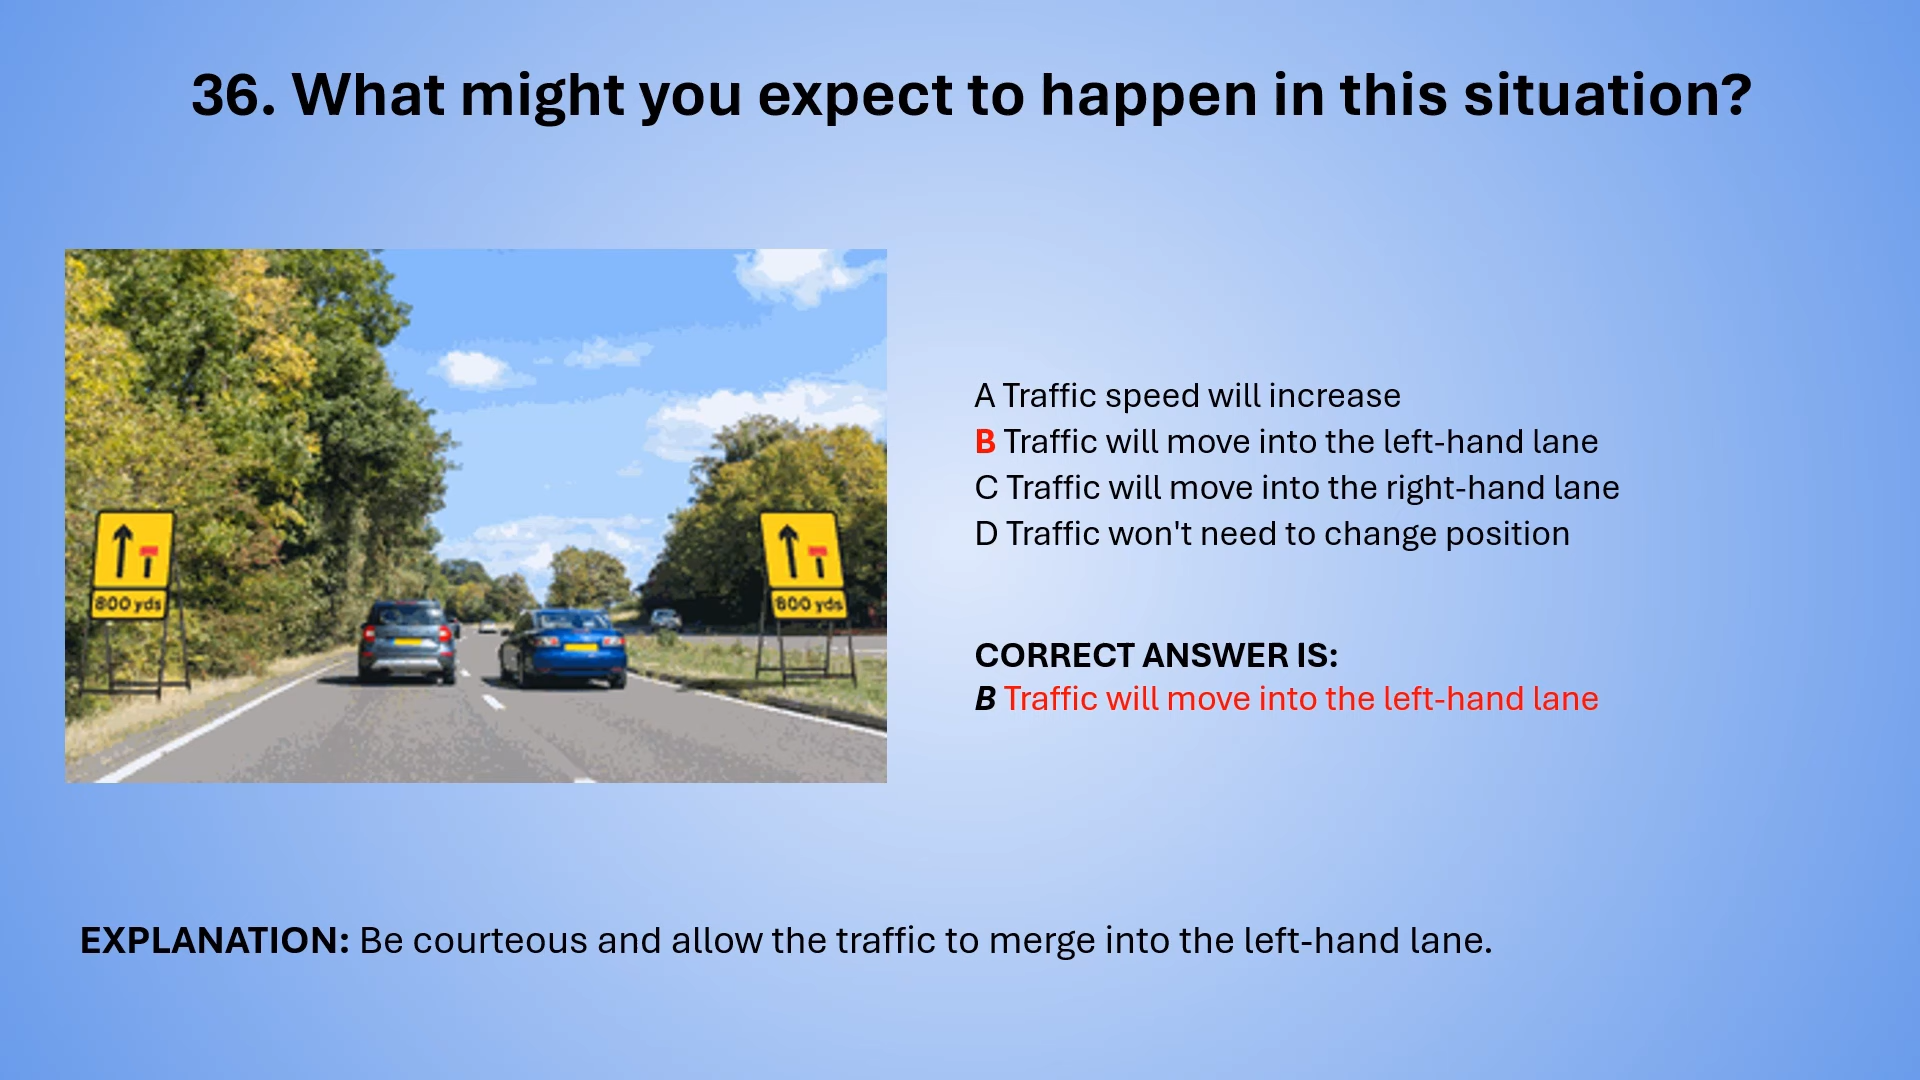 36. What might you expect to happen in this situation?
A Traffic speed will increase
B Traffic will move into the left-hand lane
C Traffic will move into the right-hand lane
D Traffic won't need to change position
800 yds
800 yds
CORRECT ANSWER IS:
B Traffic will move into the left-hand lane
EXPLANATION: Be courteous and allow the traffic to merge into the left-hand lane.